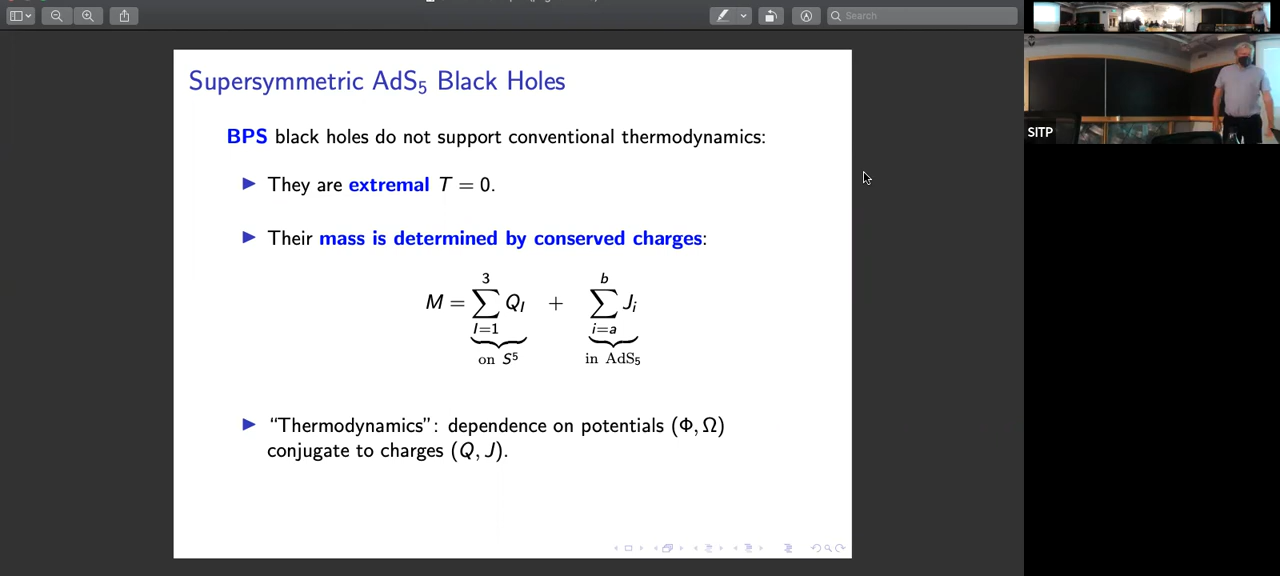 Search
Supersymmetric AdS₅ Black Holes
BPS black holes do not support conventional thermodynamics:
▶ They are extremal T = 0.
▶ Their mass is determined by conserved charges:
3 b
M = ∑ Q_I + ∑ J_i
I=1 i=a
on S⁵ in AdS₅
▶ “Thermodynamics”: dependence on potentials (Φ, Ω)
conjugate to charges (Q, J).
SITP